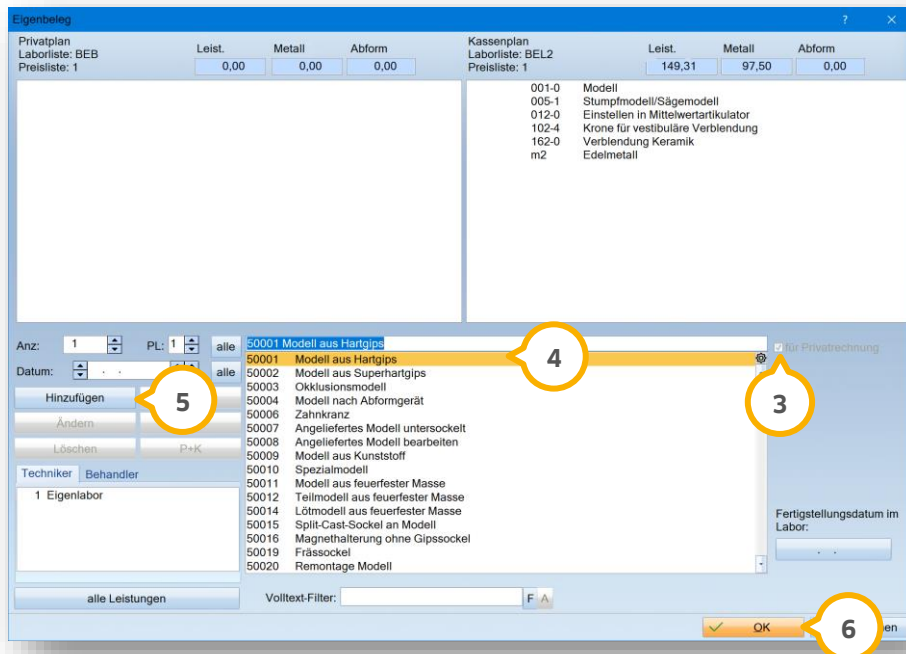 Eigenbeleg ? ×
Privatplan
Laborliste: BEB
Preisliste: 1
Leist. Metall Abform
0,00 0,00 0,00
Kassenplan
Laborliste: BEL2
Preisliste: 1
Leist. Metall Abform
149,31 97,50 0,00
001-0 Modell
005-1 Stumpfmodell/Sägemodell
012-0 Einstellen in Mittelwertartikulator
102-4 Krone für vestibuläre Verblendung
162-0 Verblendung Keramik
m2 Edelmetall
Anz: 1 PL: 1 alle
Datum: . . alle
Hinzufügen
Ändern
Löschen P+K
Techniker Behandler
1 Eigenlabor
alle Leistungen
50001 Modell aus Hartgips
50001 Modell aus Hartgips
50002 Modell aus Superhartgips
50003 Okklusionsmodell
50004 Modell nach Abformgerät
50006 Zahnkranz
50007 Angeliefertes Modell untersockelt
50008 Angeliefertes Modell bearbeiten
50009 Modell aus Kunststoff
50010 Spezialmodell
50011 Modell aus feuerfester Masse
50012 Teilmodell aus feuerfester Masse
50014 Lötmodell aus feuerfester Masse
50015 Split-Cast-Sockel an Modell
50016 Magnethalterung ohne Gipssockel
50019 Frässockel
50020 Remontage Modell
Volltext-Filter: F A
für Privatrechnung
Fertigstellungsdatum im
Labor:
. .
OK en
3
4
5
6